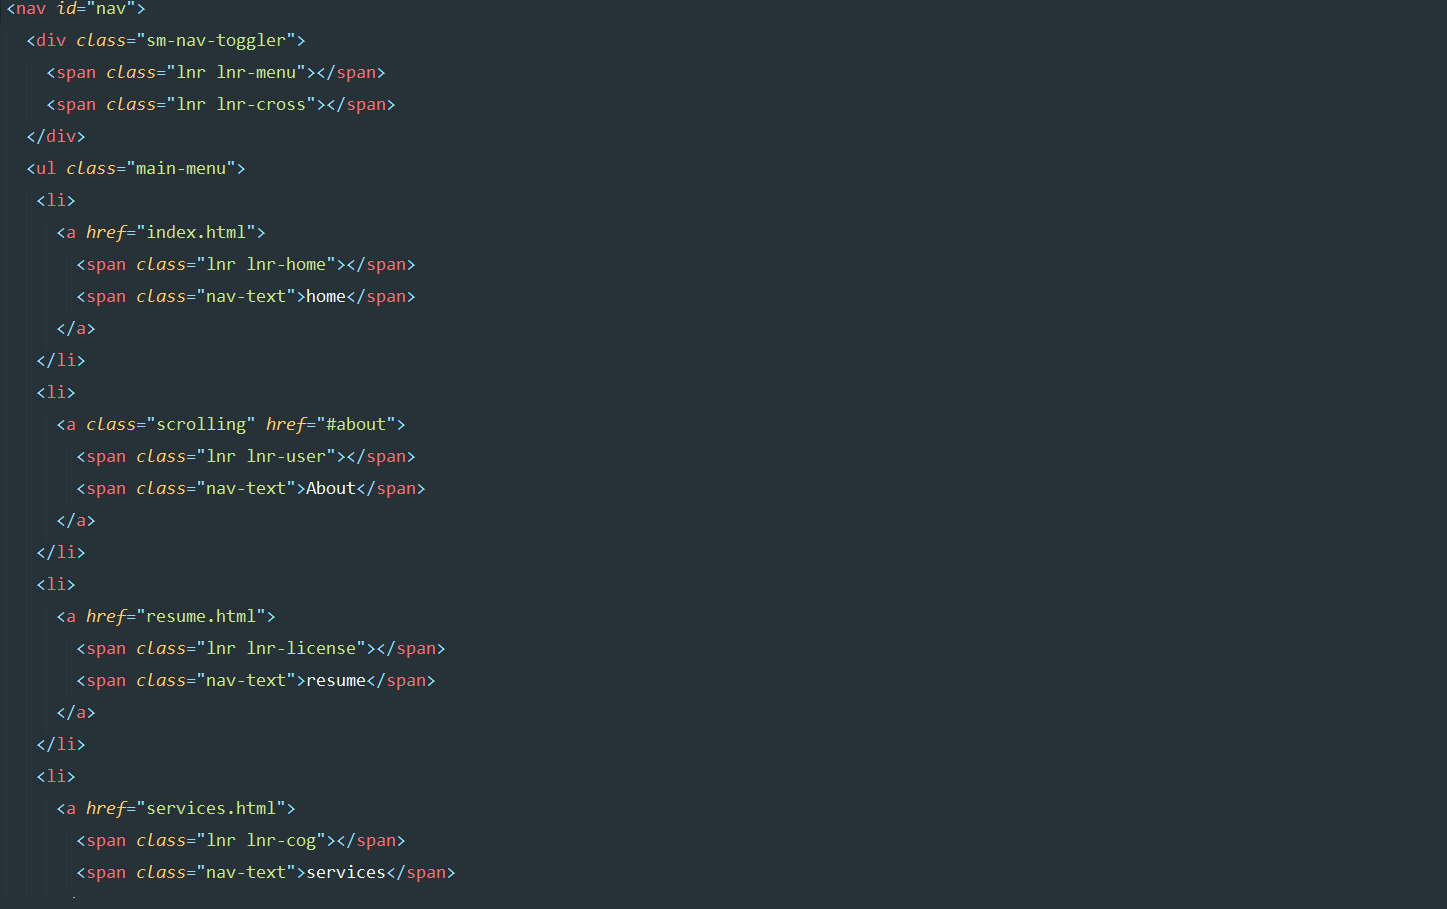 <nav id="nav">
<div class="sm-nav-toggler">
<span class="lnr lnr-menu"></span>
<span class="lnr lnr-cross"></span>
</div>
<ul class="main-menu">
<li>
<a href="index.html">
<span class="lnr lnr-home"></span>
<span class="nav-text">home</span>
</a>
</li>
<li>
<a class="scrolling" href="#about">
<span class="lnr lnr-user"></span>
<span class="nav-text">About</span>
</a>
</li>
<li>
<a href="resume.html">
<span class="lnr lnr-license"></span>
<span class="nav-text">resume</span>
</a>
</li>
<li>
<a href="services.html">
<span class="lnr lnr-cog"></span>
<span class="nav-text">services</span>